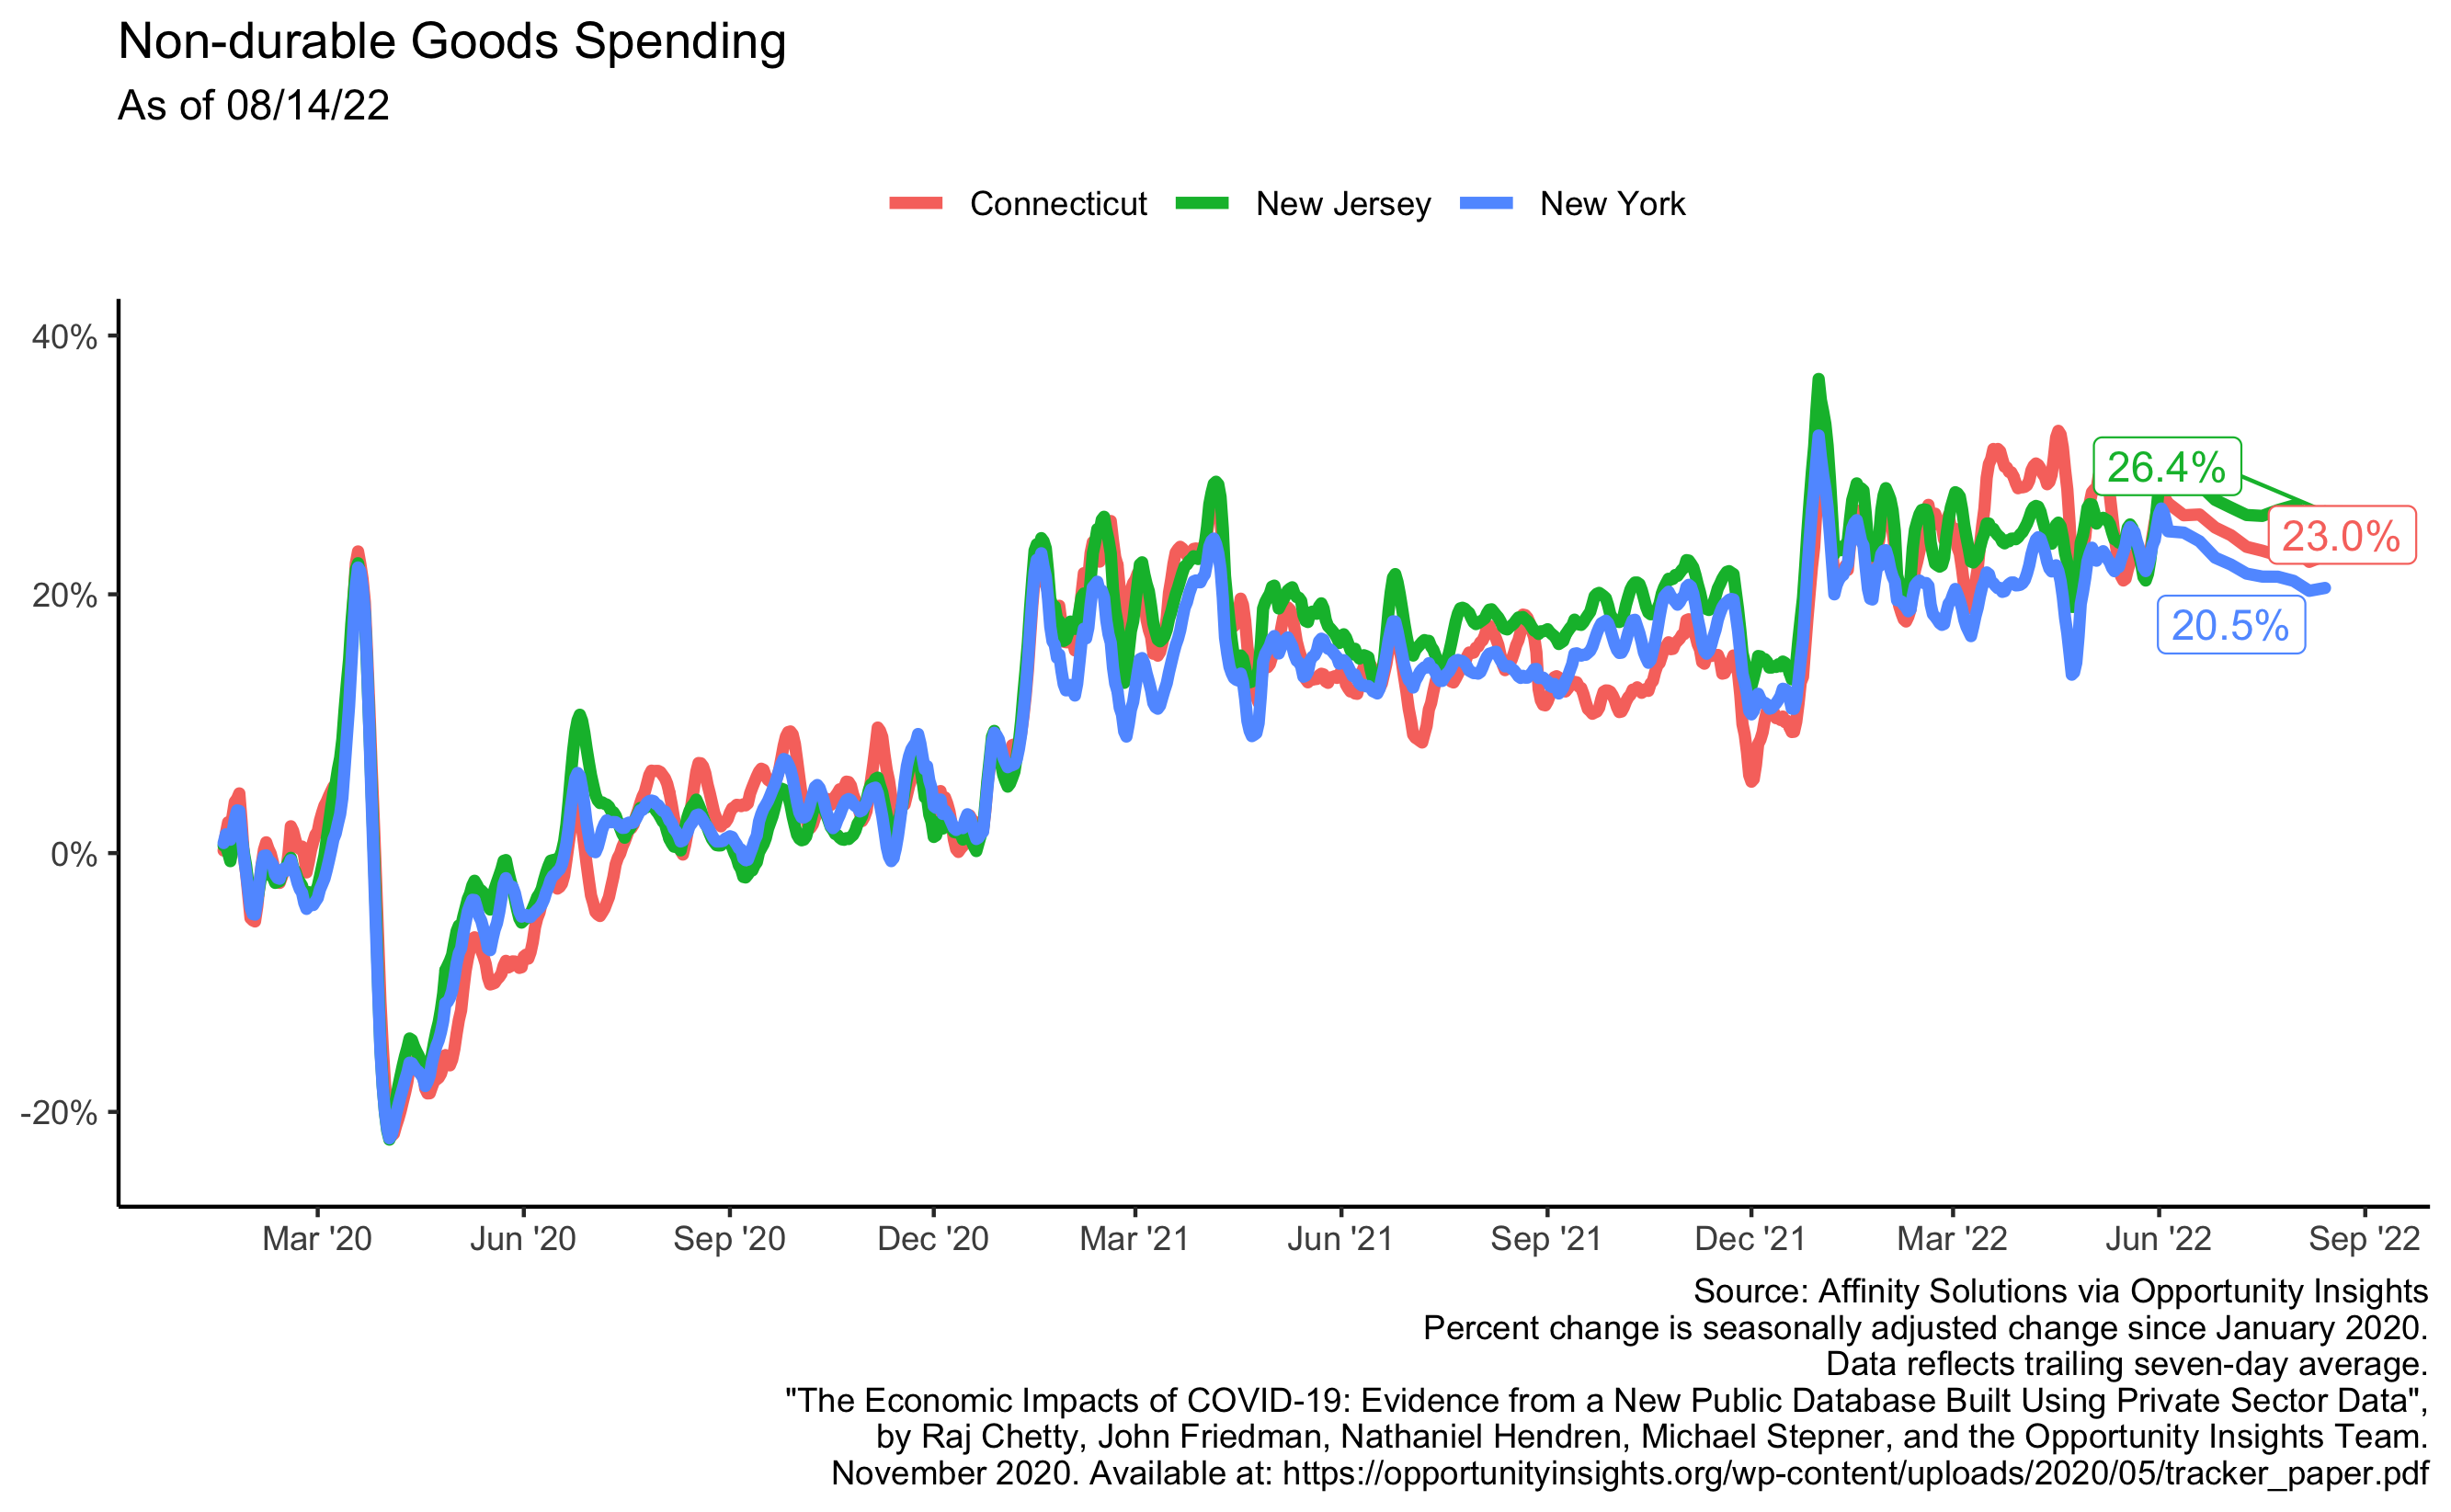 Non-durable Goods Spending
As of 08/14/22
Connecticut New Jersey New York
40%
20%
0%
-20%
26.4%
23.0%
20.5%
Mar '20 Jun '20 Sep '20 Dec '20 Mar '21 Jun '21 Sep '21 Dec '21 Mar '22 Jun '22 Sep '22
Source: Affinity Solutions via Opportunity Insights
Percent change is seasonally adjusted change since January 2020.
Data reflects trailing seven-day average.
"The Economic Impacts of COVID-19: Evidence from a New Public Database Built Using Private Sector Data",
by Raj Chetty, John Friedman, Nathaniel Hendren, Michael Stepner, and the Opportunity Insights Team.
November 2020. Available at: https://opportunityinsights.org/wp-content/uploads/2020/05/tracker_paper.pdf